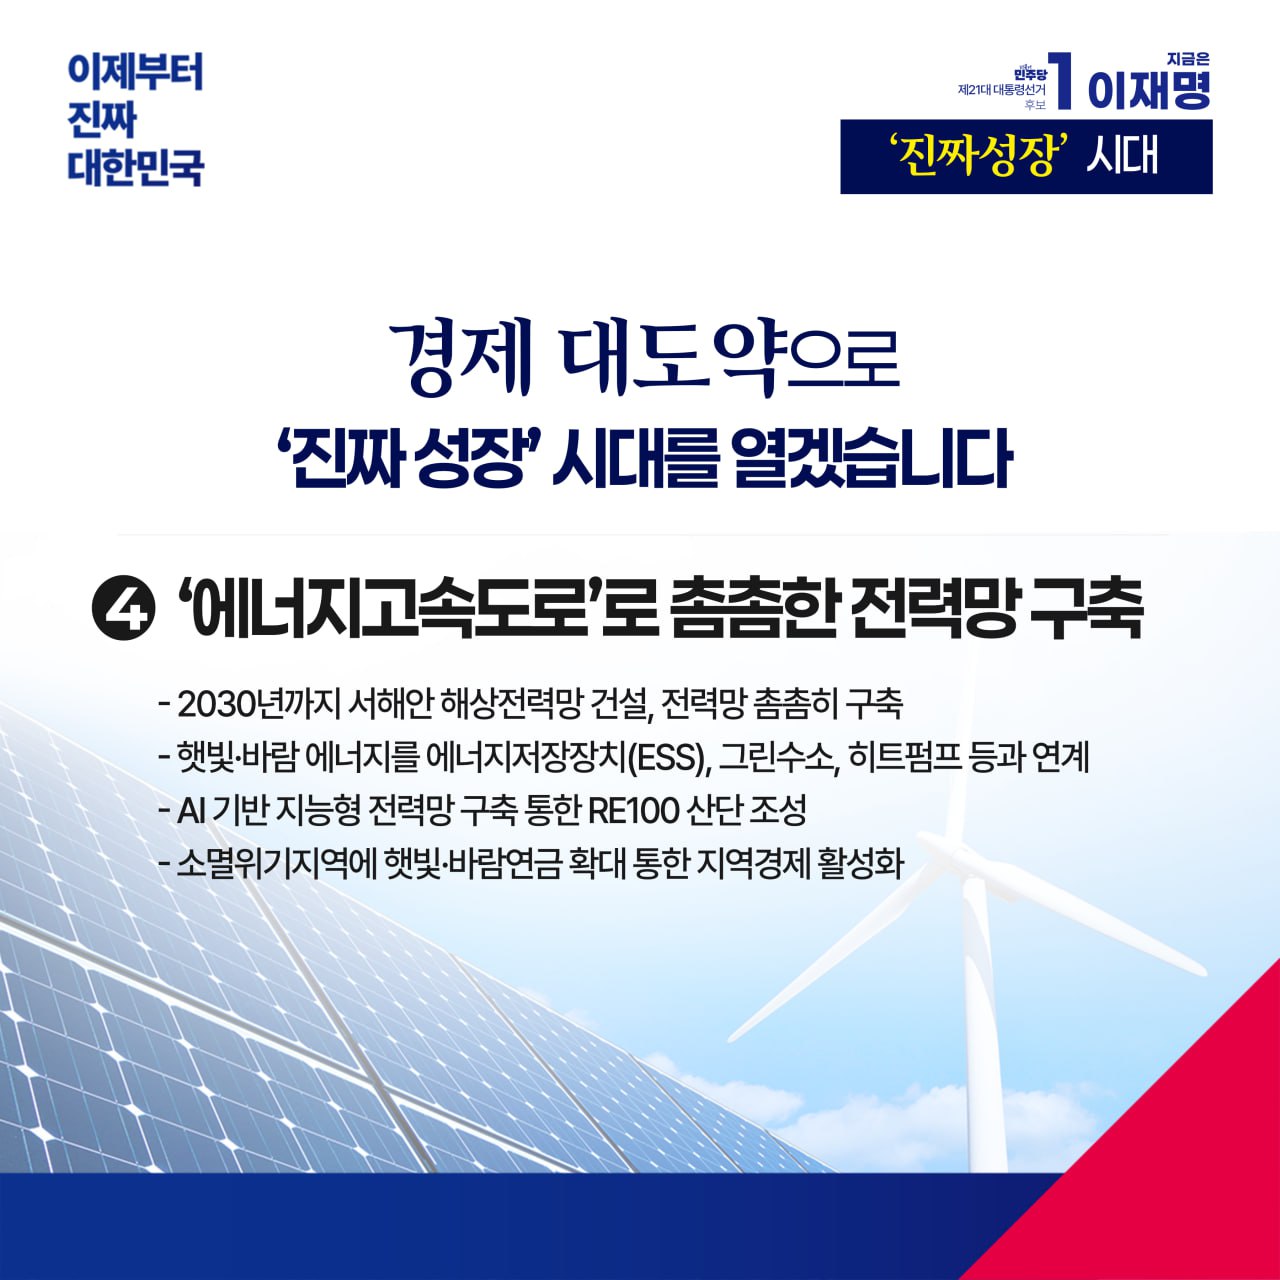 이제부터
진짜
대한민국
더불어
민주당
제21대 대통령선거
후보
1
지금은
이재명
‘진짜성장’ 시대
경제 대도약으로
‘진짜 성장’ 시대를 열겠습니다
4 ‘에너지고속도로’로 촘촘한 전력망 구축
- 2030년까지 서해안 해상전력망 건설, 전력망 촘촘히 구축
- 햇빛·바람 에너지를 에너지저장장치(ESS), 그린수소, 히트펌프 등과 연계
- AI 기반 지능형 전력망 구축 통한 RE100 산단 조성
- 소멸위기지역에 햇빛·바람연금 확대 통한 지역경제 활성화